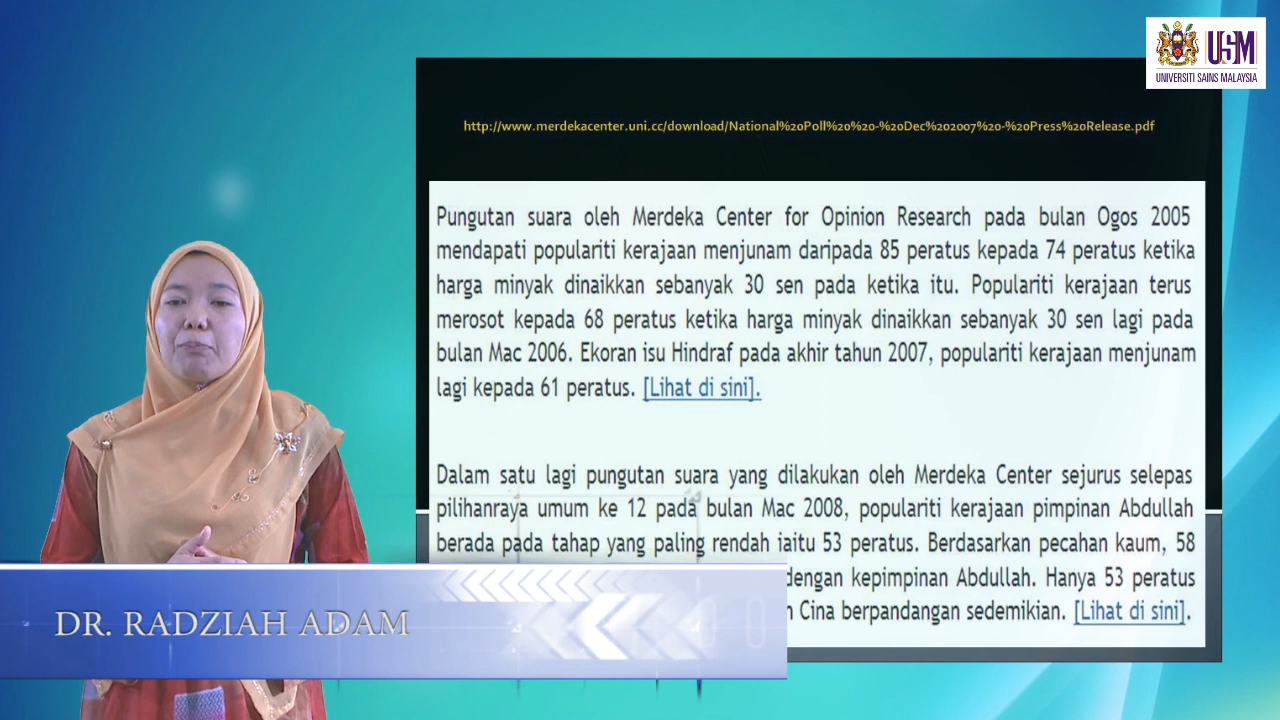 USM
UNIVERSITI SAINS MALAYSIA
http://www.merdekacenter.uni.cc/download/National%20Poll%20%20-%20Dec%202007%20-%20Press%20Release.pdf
Pungutan suara oleh Merdeka Center for Opinion Research pada bulan Ogos 2005
mendapati populariti kerajaan menjunam daripada 85 peratus kepada 74 peratus ketika
harga minyak dinaikkan sebanyak 30 sen pada ketika itu. Populariti kerajaan terus
merosot kepada 68 peratus ketika harga minyak dinaikkan sebanyak 30 sen lagi pada
bulan Mac 2006. Ekoran isu Hindraf pada akhir tahun 2007, populariti kerajaan menjunam
lagi kepada 61 peratus. [Lihat di sini].
Dalam satu lagi pungutan suara yang dilakukan oleh Merdeka Center sejurus selepas
pilihanraya umum ke 12 pada bulan Mac 2008, populariti kerajaan pimpinan Abdullah
berada pada tahap yang paling rendah iaitu 53 peratus. Berdasarkan pecahan kaum, 58
dengan kepimpinan Abdullah. Hanya 53 peratus
Cina berpandangan sedemikian. [Lihat di sini].
DR. RADZIAH ADAM